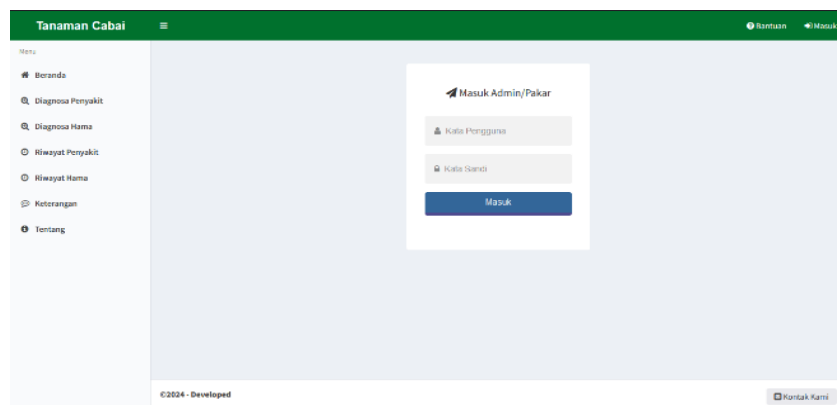 Tanaman Cabai
Bantuan Masuk
Menu
Beranda
Diagnosa Penyakit
Diagnosa Hama
Riwayat Penyakit
Riwayat Hama
Keterangan
Tentang
Masuk Admin/Pakar
Kata Pengguna
Kata Sandi
Masuk
©2024 - Developed
Kontak Kami